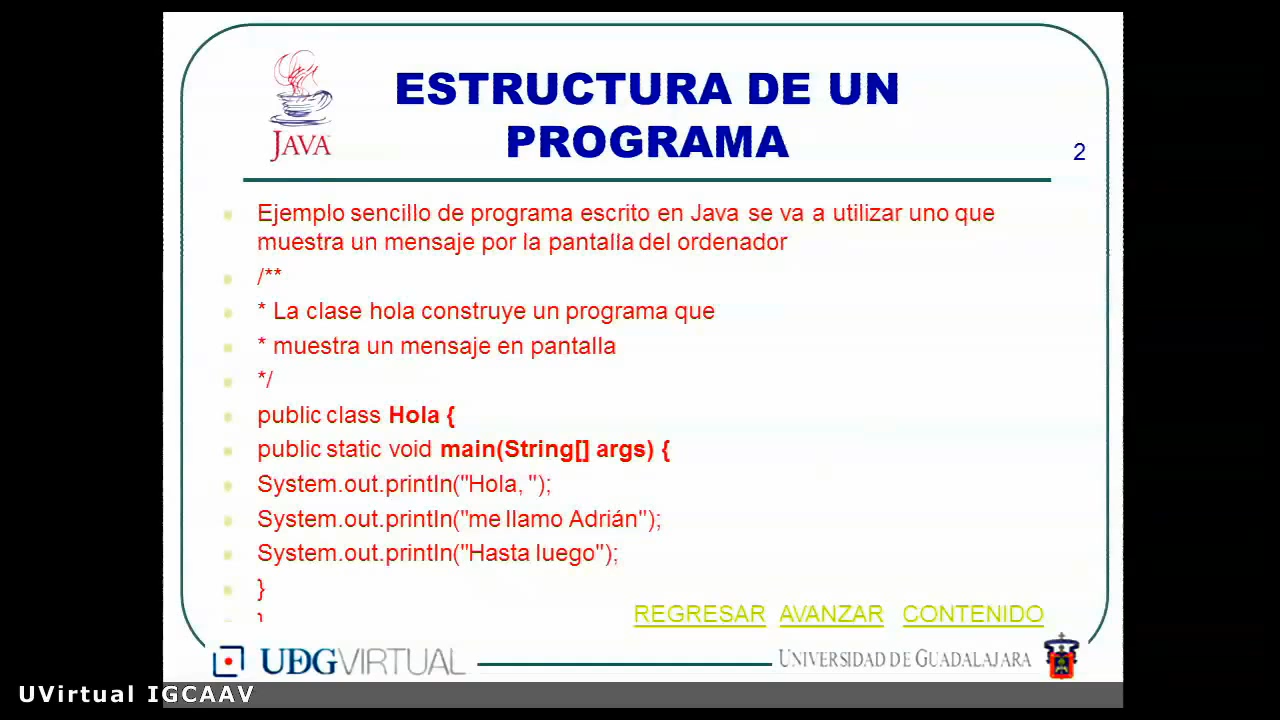 JAVA
ESTRUCTURA DE UN
PROGRAMA
2
Ejemplo sencillo de programa escrito en Java se va a utilizar uno que
muestra un mensaje por la pantalla del ordenador
/**
* La clase hola construye un programa que
* muestra un mensaje en pantalla
*/
public class Hola {
public static void main(String[] args) {
System.out.println("Hola, ");
System.out.println("me llamo Adrián");
System.out.println("Hasta luego");
}
REGRESAR AVANZAR CONTENIDO
UDGVIRTUAL
UNIVERSIDAD DE GUADALAJARA
UVirtual IGCAAV